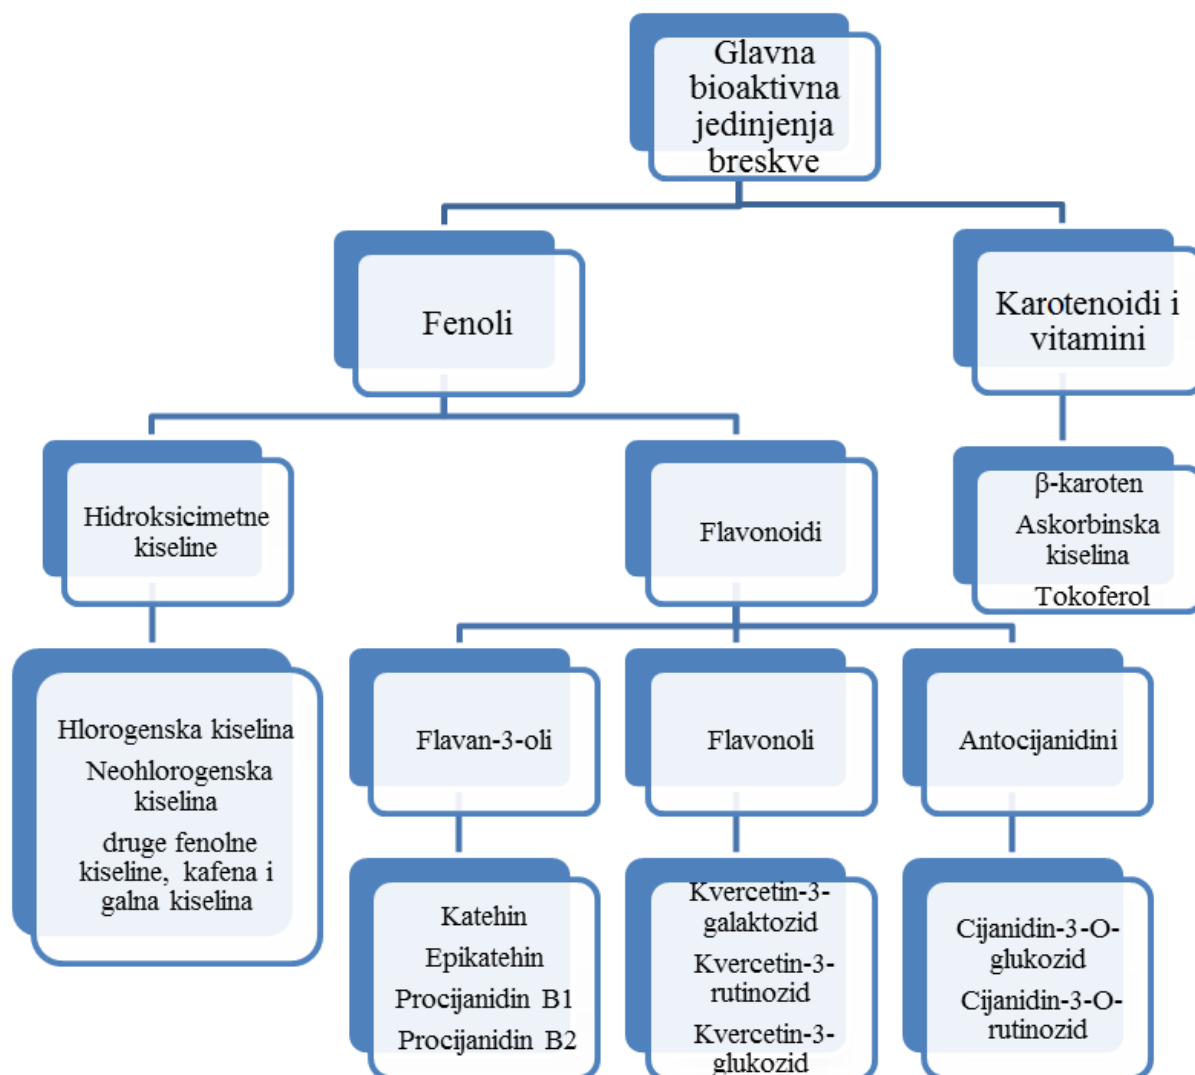 Glavna
bioaktivna
jedinjenja
breskve
Fenoli
Karotenoidi i
vitamini
Hidroksicimetne
kiseline
Flavonoidi
β-karoten
Askorbinska
kiselina
Tokoferol
Hlorogenska kiselina
Neohlorogenska
kiselina
druge fenolne
kiseline, kafena i
galna kiselina
Flavan-3-oli
Flavonoli
Antocijanidini
Katehin
Epikatehin
Procijanidin B1
Procijanidin B2
Kvercetin-3-
galaktozid
Kvercetin-3-
rutinozid
Kvercetin-3-
glukozid
Cijanidin-3-O-
glukozid
Cijanidin-3-O-
rutinozid